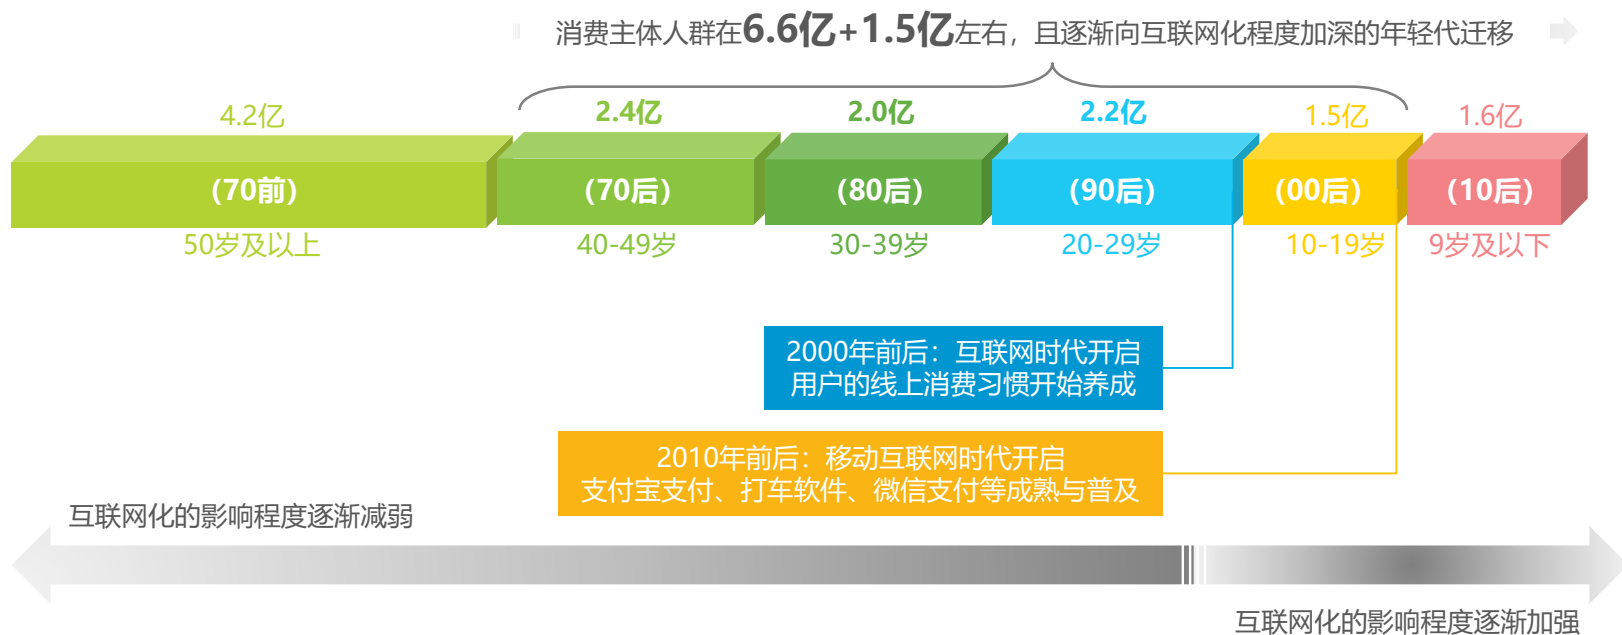 消费主体人群在6.6亿+1.5亿左右，且逐渐向互联网化程度加深的年轻代迁移
4.2亿
2.4亿
2.0亿
2.2亿
1.5亿
1.6亿
(70前)
(70后)
(80后)
(90后)
(00后)
(10后)
50岁及以上
40-49岁
30-39岁
20-29岁
10-19岁
9岁及以下
2000年前后：互联网时代开启
用户的线上消费习惯开始养成
2010年前后：移动互联网时代开启
支付宝支付、打车软件、微信支付等成熟与普及
互联网化的影响程度逐渐减弱
互联网化的影响程度逐渐加强